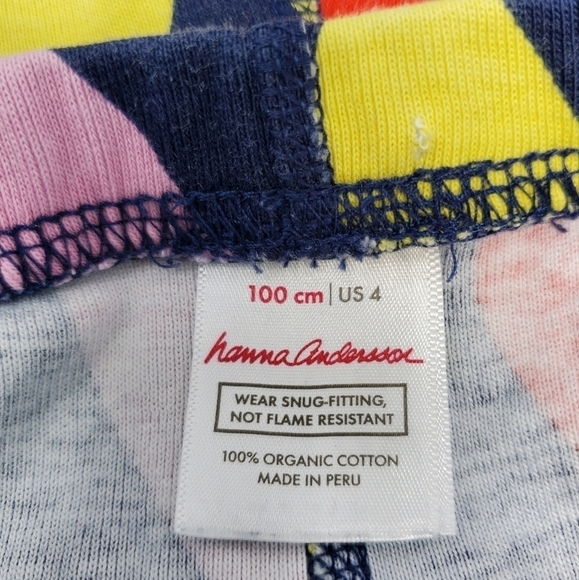 100 cm | US 4
hanna Andersson
WEAR SNUG-FITTING,
NOT FLAME RESISTANT
100% ORGANIC COTTON
MADE IN PERU